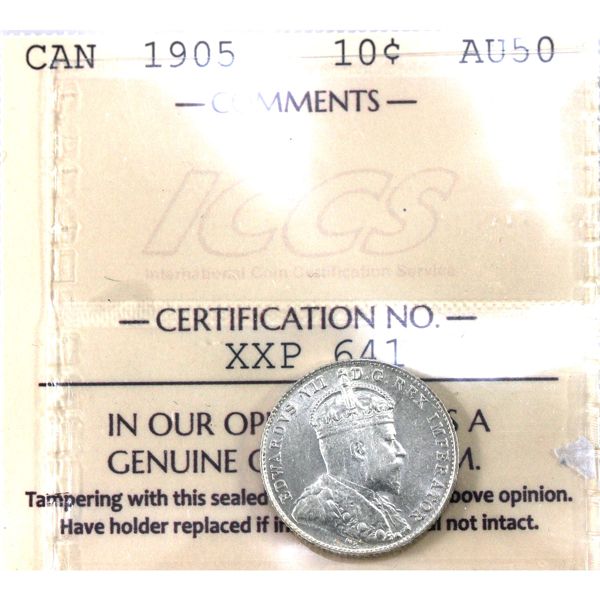 CAN 1905 10¢ AU50
— COMMENTS —
ICCS
International Coin Certification Service
— CERTIFICATION NO. —
XXP 641
IN OUR A
GENUINE
Tampering with this sealed above opinion.
Have holder replaced if not intact.
EDWARDVS VII D.G. REX IMPERATOR